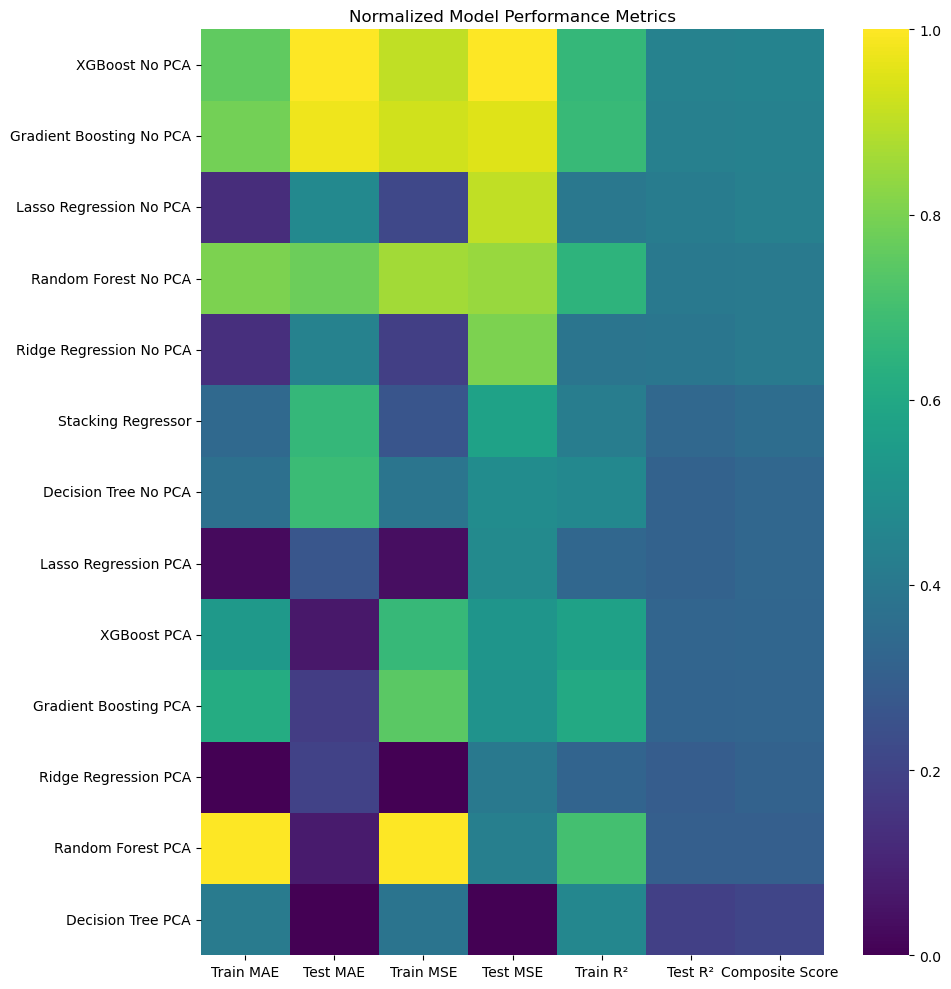 Normalized Model Performance Metrics
XGBoost No PCA
Gradient Boosting No PCA
Lasso Regression No PCA
Random Forest No PCA
Ridge Regression No PCA
Stacking Regressor
Decision Tree No PCA
Lasso Regression PCA
XGBoost PCA
Gradient Boosting PCA
Ridge Regression PCA
Random Forest PCA
Decision Tree PCA
Train MAE Test MAE Train MSE Test MSE Train R² Test R² Composite Score
1.0
0.8
0.6
0.4
0.2
0.0